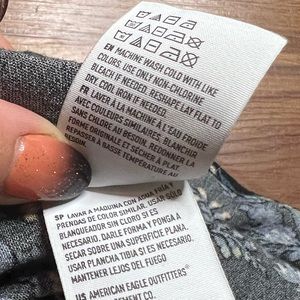 EN MACHINE WASH COLD WITH LIKE
COLORS. USE ONLY NON-CHLORINE
BLEACH IF NEEDED. RESHAPE LAY FLAT TO
DRY. COOL IRON IF NEEDED.
FR LAVER À LA MACHINE À L'EAU FROIDE
AVEC COULEURS SIMILAIRES. BLANCHIR
SANS CHLORE AU BESOIN. REDONNER LA
FORME ORIGINALE ET SÉCHER À PLAT.
REPASSER À BASSE TEMPÉRATURE AU
BESOIN.
SP LAVAR A MÁQUINA CON AGUA FRÍA Y
PRENDAS DE COLOR SIMILAR. USAR SÓLO
BLANQUEADOR SIN CLORO SI ES
NECESARIO. DARLE FORMA Y PONGA A
SECAR SOBRE UNA SUPERFICIE PLANA.
USAR PLANCHA TIBIA SI ES NECESARIO.
MANTENER LEJOS DEL FUEGO
US AMERICAN EAGLE OUTFITTERS